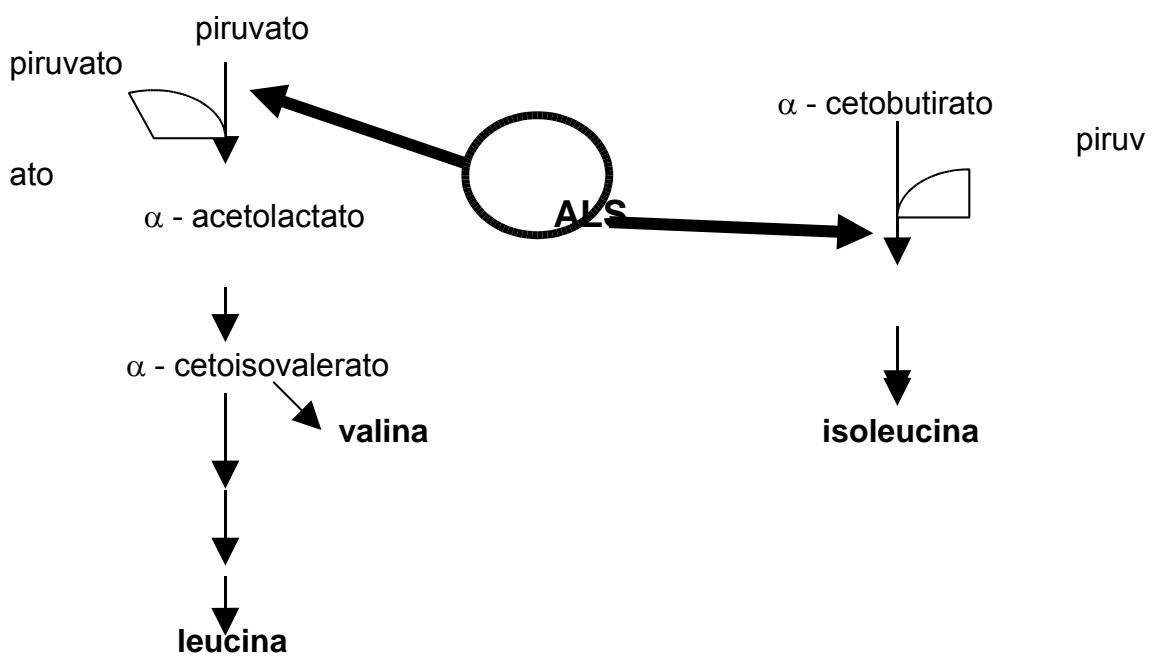 piruvato
piruvato
α - cetobutirato
piruv
ato
α - acetolactato
ALS
α - cetoisovalerato
valina
isoleucina
leucina